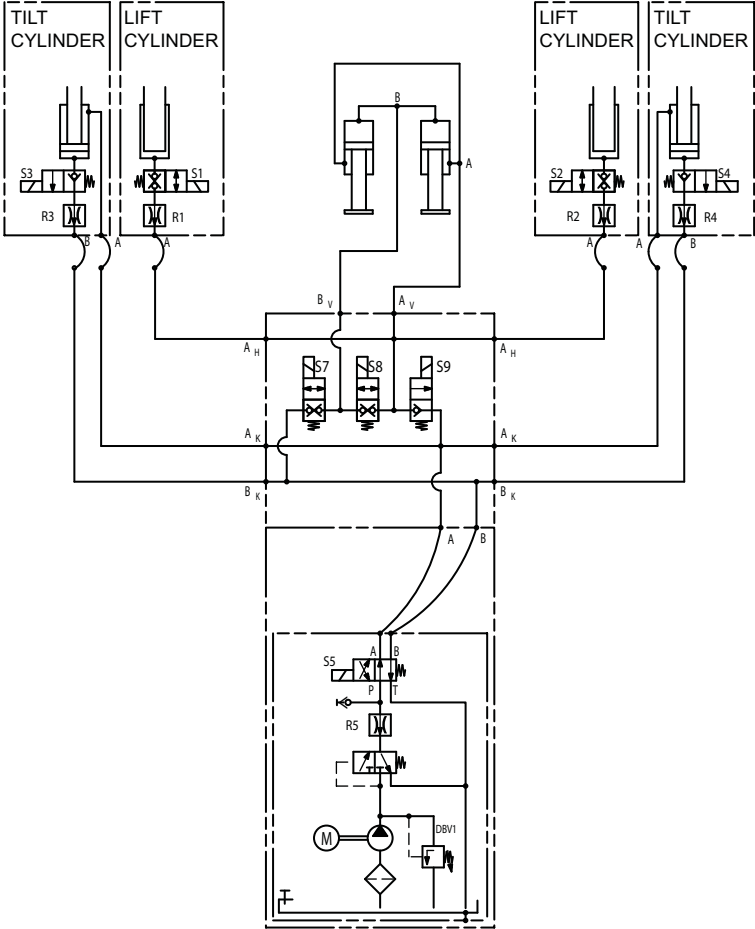 TILT
CYLINDER
LIFT
CYLINDER
LIFT
CYLINDER
TILT
CYLINDER
B
A
S3
S1
S2
S4
R3
R1
R2
R4
B
A
A
A
A
B
B V
A V
A H
A H
S7
S8
S9
A K
A K
B K
B K
A
B
A
B
S5
P
T
R5
M
DBV1